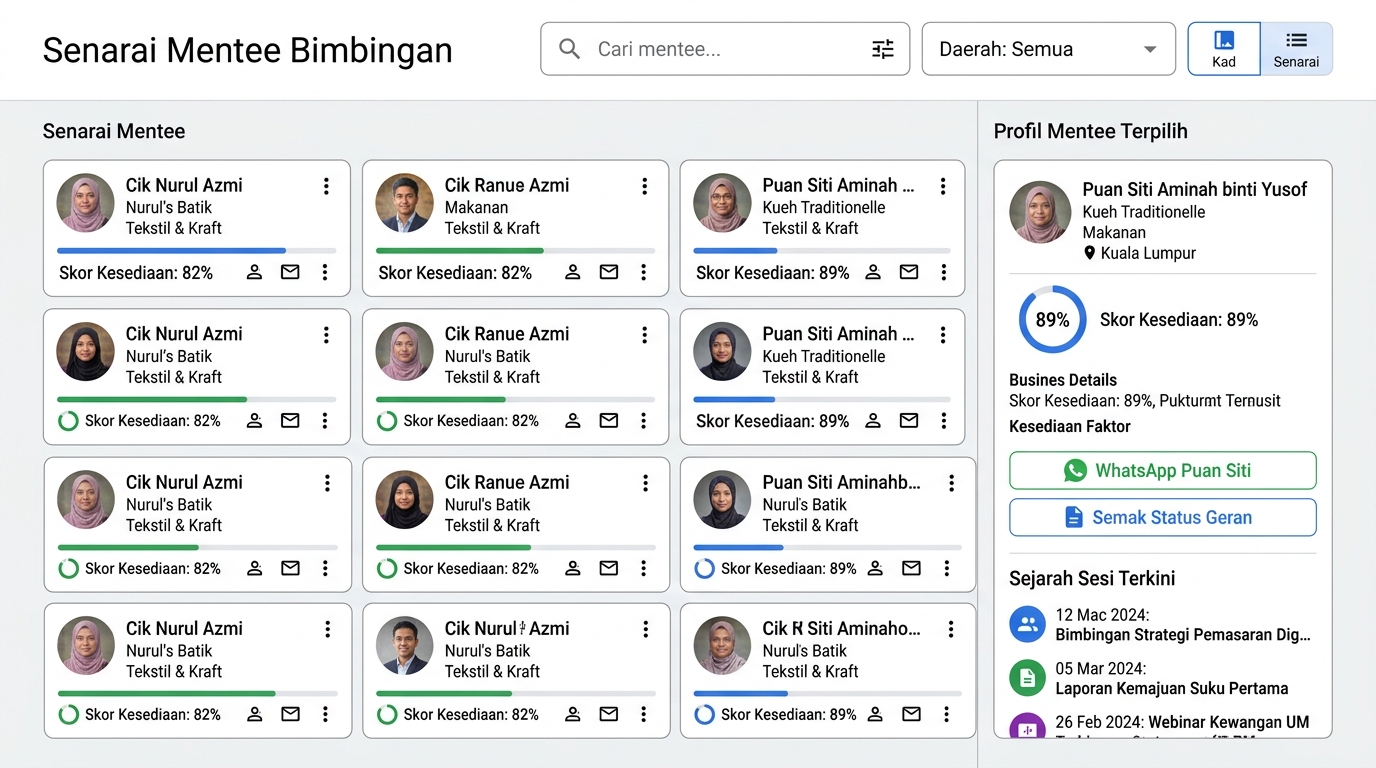 Senarai Mentee Bimbingan
Cari mentee...
Daerah: Semua
Kad
Senarai
Senarai Mentee
Cik Nurul Azmi
Nurul's Batik
Tekstil & Kraft
Skor Kesediaan: 82%
Cik Ranue Azmi
Makanan
Tekstil & Kraft
Skor Kesediaan: 82%
Puan Siti Aminah ...
Kueh Traditionelle
Tekstil & Kraft
Skor Kesediaan: 89%
Cik Nurul Azmi
Nurul's Batik
Tekstil & Kraft
Skor Kesediaan: 82%
Cik Ranue Azmi
Nurul's Batik
Tekstil & Kraft
Skor Kesediaan: 82%
Puan Siti Aminah ...
Kueh Traditionelle
Tekstil & Kraft
Skor Kesediaan: 89%
Cik Nurul Azmi
Nurul's Batik
Tekstil & Kraft
Skor Kesediaan: 82%
Cik Ranue Azmi
Nurul's Batik
Tekstil & Kraft
Skor Kesediaan: 82%
Puan Siti Aminahb...
Nurul's Batik
Tekstil & Kraft
Skor Kesediaan: 89%
Cik Nurul Azmi
Nurul's Batik
Tekstil & Kraft
Skor Kesediaan: 82%
Cik Nurul Azmi
Nurul's Batik
Tekstil & Kraft
Skor Kesediaan: 82%
Cik Siti Aminaho...
Nurul's Batik
Tekstil & Kraft
Skor Kesediaan: 89%
Profil Mentee Terpilih
Puan Siti Aminah binti Yusof
Kueh Traditionelle
Makanan
Kuala Lumpur
89%
Skor Kesediaan: 89%
Busines Details
Skor Kesediaan: 89%, Pukturmt Ternusit
Kesediaan Faktor
WhatsApp Puan Siti
Semak Status Geran
Sejarah Sesi Terkini
12 Mac 2024:
Bimbingan Strategi Pemasaran Dig...
05 Mar 2024:
Laporan Kemajuan Suku Pertama
26 Feb 2024: Webinar Kewangan UM